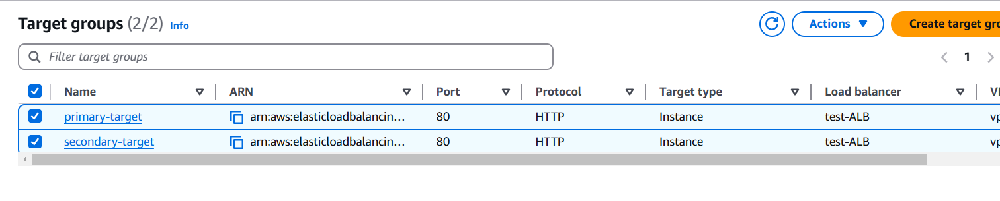 Target groups (2/2) Info Actions Create target gro
Filter target groups
1
Name ARN Port Protocol Target type Load balancer VP
primary-target arn:aws:elasticloadbalancin… 80 HTTP Instance test-ALB vp
secondary-target arn:aws:elasticloadbalancin… 80 HTTP Instance test-ALB vp